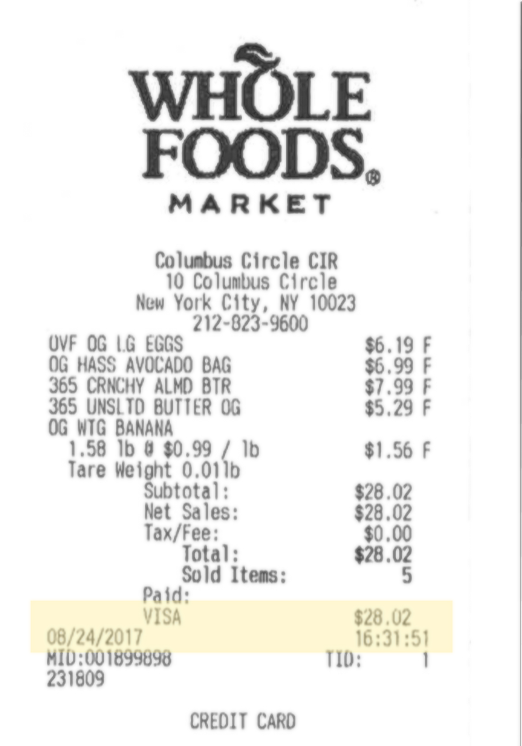 WHOLE
FOODS®
MARKET
Columbus Circle CIR
10 Columbus Circle
New York City, NY 10023
212-823-9600
OVF OG LG EGGS $6.19 F
OG HASS AVOCADO BAG $6.99 F
365 CRNCHY ALMD BTR $7.99 F
365 UNSLTD BUTTER OG $5.29 F
OG WTG BANANA
1.58 lb @ $0.99 / lb $1.56 F
Tare Weight 0.01lb
Subtotal: $28.02
Net Sales: $28.02
Tax/Fee: $0.00
Total: $28.02
Sold Items: 5
Paid:
VISA $28.02
08/24/2017 16:31:51
MID:001899898 TID: 1
231809
CREDIT CARD